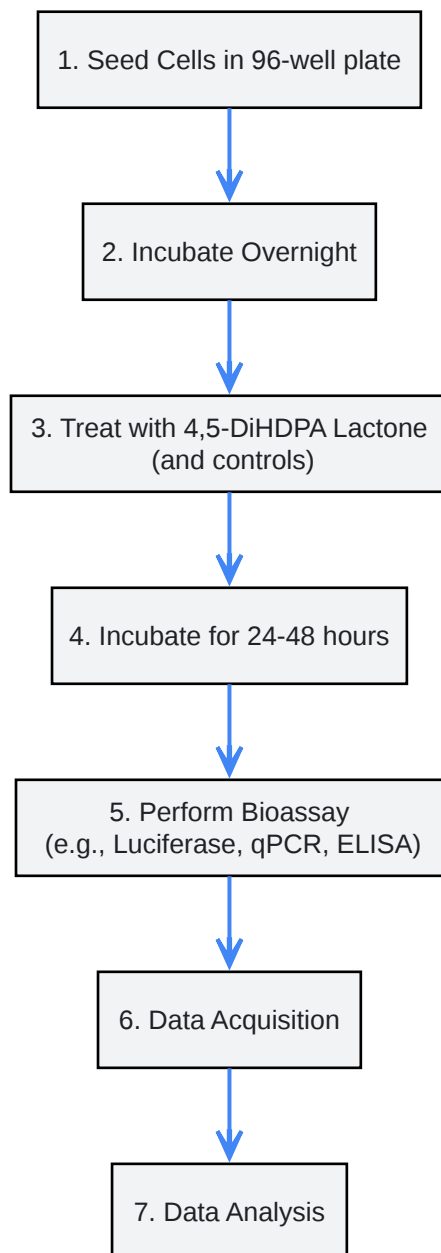 1. Seed Cells in 96-well plate
2. Incubate Overnight
3. Treat with 4,5-DiHDPA Lactone
(and controls)
4. Incubate for 24-48 hours
5. Perform Bioassay
(e.g., Luciferase, qPCR, ELISA)
6. Data Acquisition
7. Data Analysis